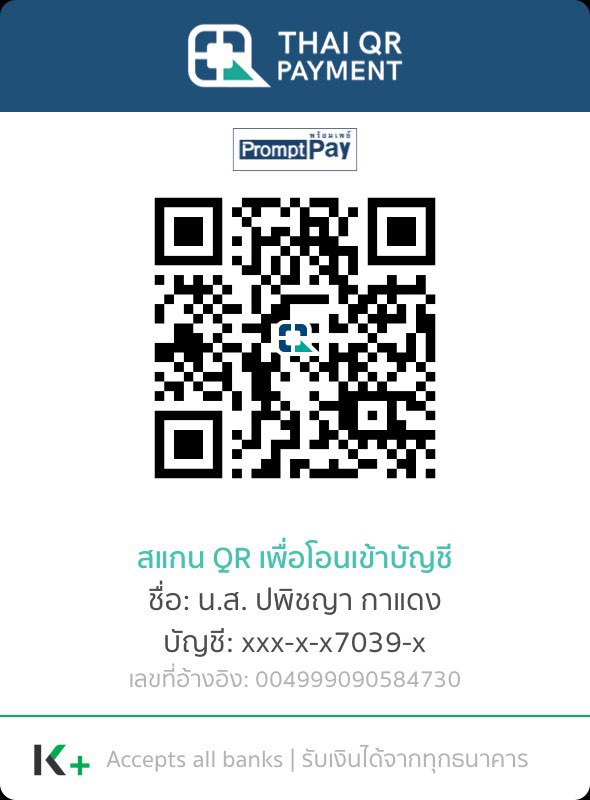 THAI QR
PAYMENT
พร้อมเพย์
PromptPay
สแกน QR เพื่อโอนเข้าบัญชี
ชื่อ: น.ส. ปพิชญา กาแดง
บัญชี: xxx-x-x7039-x
เลขที่อ้างอิง: 004999090584730
K+ Accepts all banks | รับเงินได้จากทุกธนาคาร